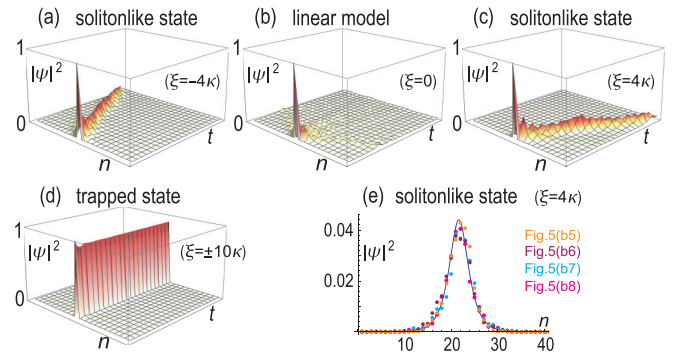 (a) solitonlike state
(b) linear model
(c) solitonlike state
1
|ψ|²
(ξ=−4κ)
0
n
t
1
|ψ|²
(ξ=0)
0
n
t
1
|ψ|²
(ξ=4κ)
0
n
t
(d) trapped state
1
|ψ|²
(ξ=±10κ)
0
n
t
(e) solitonlike state (ξ=4κ)
0.04
|ψ|²
0.02
Fig.5(b5)
Fig.5(b6)
Fig.5(b7)
Fig.5(b8)
n
10 20 30 40